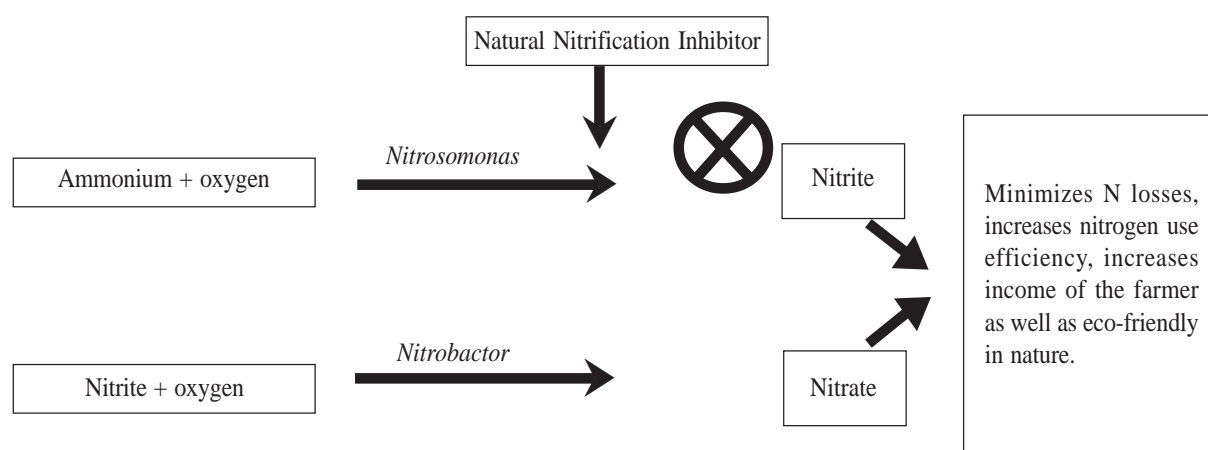 Natural Nitrification Inhibitor
Nitrosomonas
Ammonium + oxygen
Nitrite
Minimizes N losses,
increases nitrogen use
efficiency, increases
income of the farmer
as well as eco-friendly
in nature.
Nitrobactor
Nitrite + oxygen
Nitrate